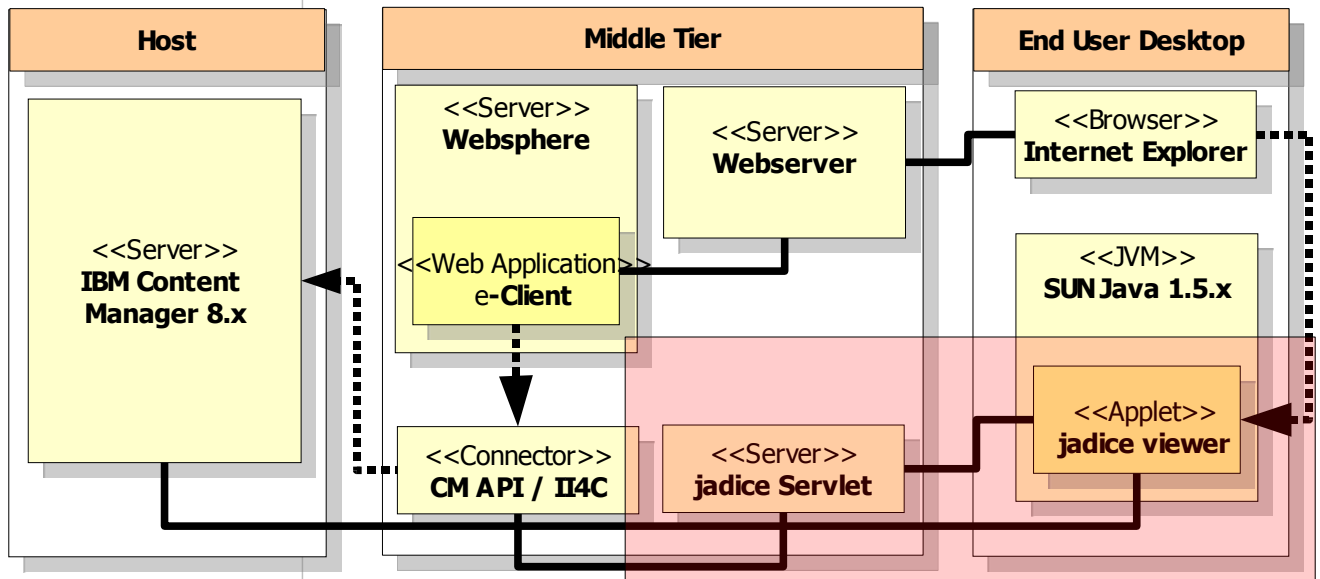 Host
Middle Tier
End User Desktop
<<Server>>
Websphere
<<Server>>
Webserver
<<Browser>>
Internet Explorer
<<Server>>
IBM Content
Manager 8.x
<<Web Application>>
e-Client
<<JVM>>
SUN Java 1.5.x
<<Connector>>
CM API / II4C
<<Server>>
jadice Servlet
<<Applet>>
jadice viewer